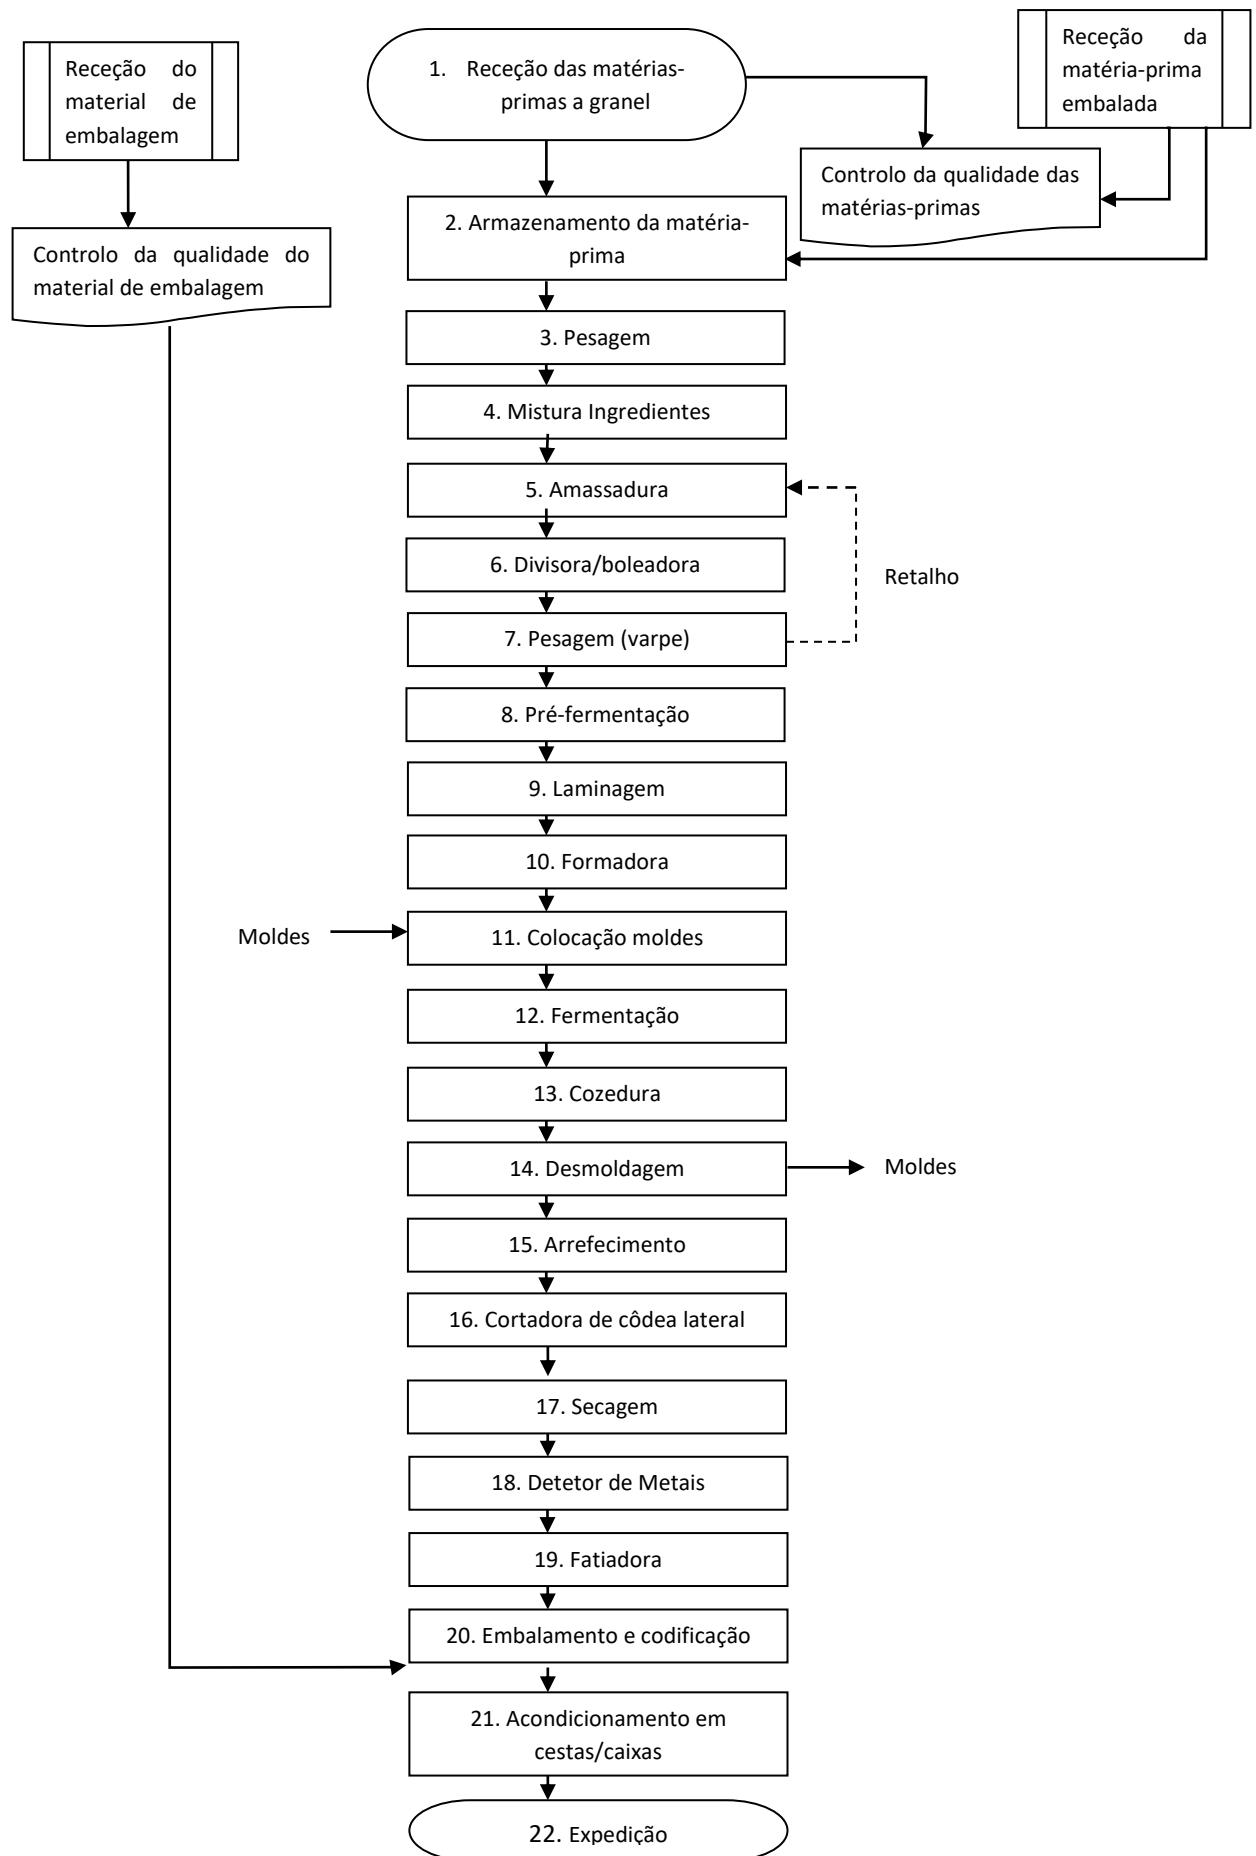 Receção do
material de
embalagem
1. Receção das matérias-
primas a granel
Receção da
matéria-prima
embalada
Controlo da qualidade das
matérias-primas
2. Armazenamento da matéria-
prima
Controlo da qualidade do
material de embalagem
3. Pesagem
4. Mistura Ingredientes
5. Amassadura
6. Divisora/boleadora
Retalho
7. Pesagem (varpe)
8. Pré-fermentação
9. Laminagem
10. Formadora
Moldes
11. Colocação moldes
12. Fermentação
13. Cozedura
14. Desmoldagem
Moldes
15. Arrefecimento
16. Cortadora de côdea lateral
17. Secagem
18. Detetor de Metais
19. Fatiadora
20. Embalamento e codificação
21. Acondicionamento em
cestas/caixas
22. Expedição